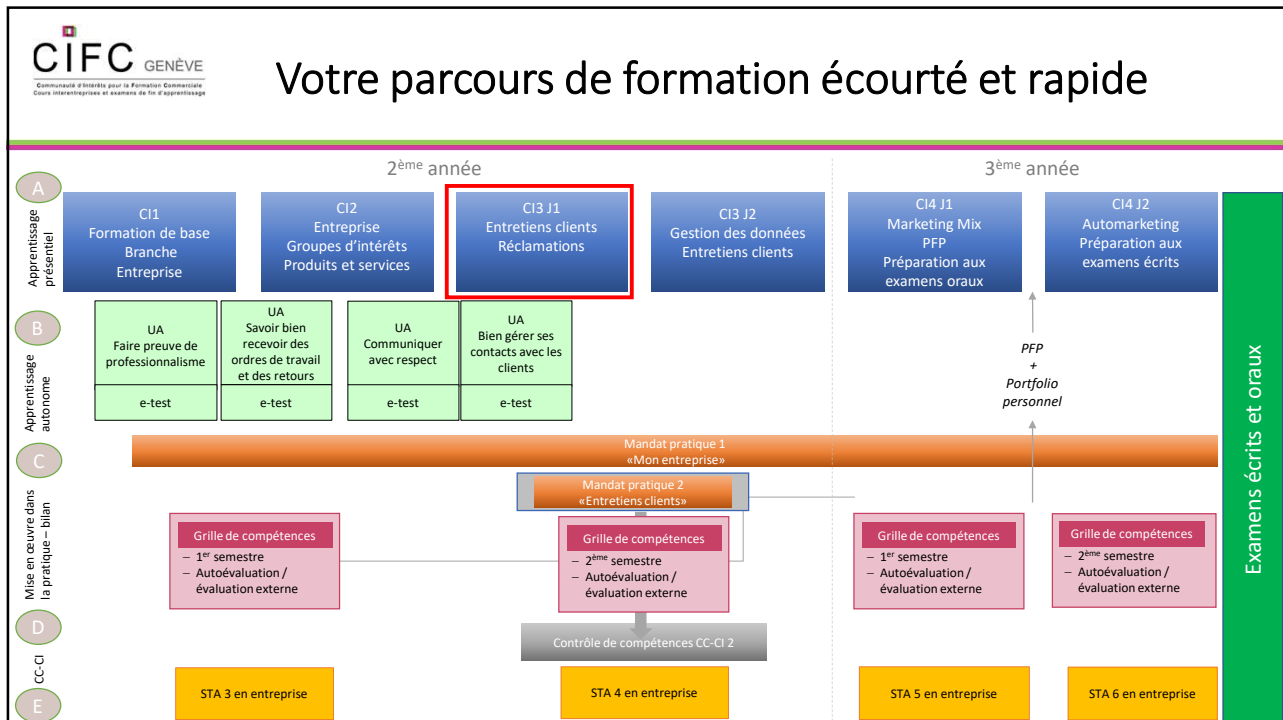 CIFC GENÈVE
Communauté d'Intérêts pour la Formation Commerciale
Cours interentreprises et examens de fin d'apprentissage
Votre parcours de formation écourté et rapide
2ème année
3ème année
A
Apprentissage
présentiel
CI1
Formation de base
Branche
Entreprise
CI2
Entreprise
Groupes d'intérêts
Produits et services
CI3 J1
Entretiens clients
Réclamations
CI3 J2
Gestion des données
Entretiens clients
CI4 J1
Marketing Mix
PFP
Préparation aux
examens oraux
CI4 J2
Automarketing
Préparation aux
examens écrits
B
Apprentissage
autonome
UA
Faire preuve de
professionnalisme
e-test
UA
Savoir bien
recevoir des
ordres de travail
et des retours
e-test
UA
Communiquer
avec respect
e-test
UA
Bien gérer ses
contacts avec les
clients
e-test
PFP
+
Portfolio
personnel
C
Mise en œuvre dans
la pratique – bilan
Mandat pratique 1
«Mon entreprise»
Mandat pratique 2
«Entretiens clients»
Grille de compétences
– 1er semestre
– Autoévaluation /
évaluation externe
Grille de compétences
– 2ème semestre
– Autoévaluation /
évaluation externe
Grille de compétences
– 1er semestre
– Autoévaluation /
évaluation externe
Grille de compétences
– 2ème semestre
– Autoévaluation /
évaluation externe
D
CC-CI
Contrôle de compétences CC-CI 2
E
STA 3 en entreprise
STA 4 en entreprise
STA 5 en entreprise
STA 6 en entreprise
Examens écrits et oraux